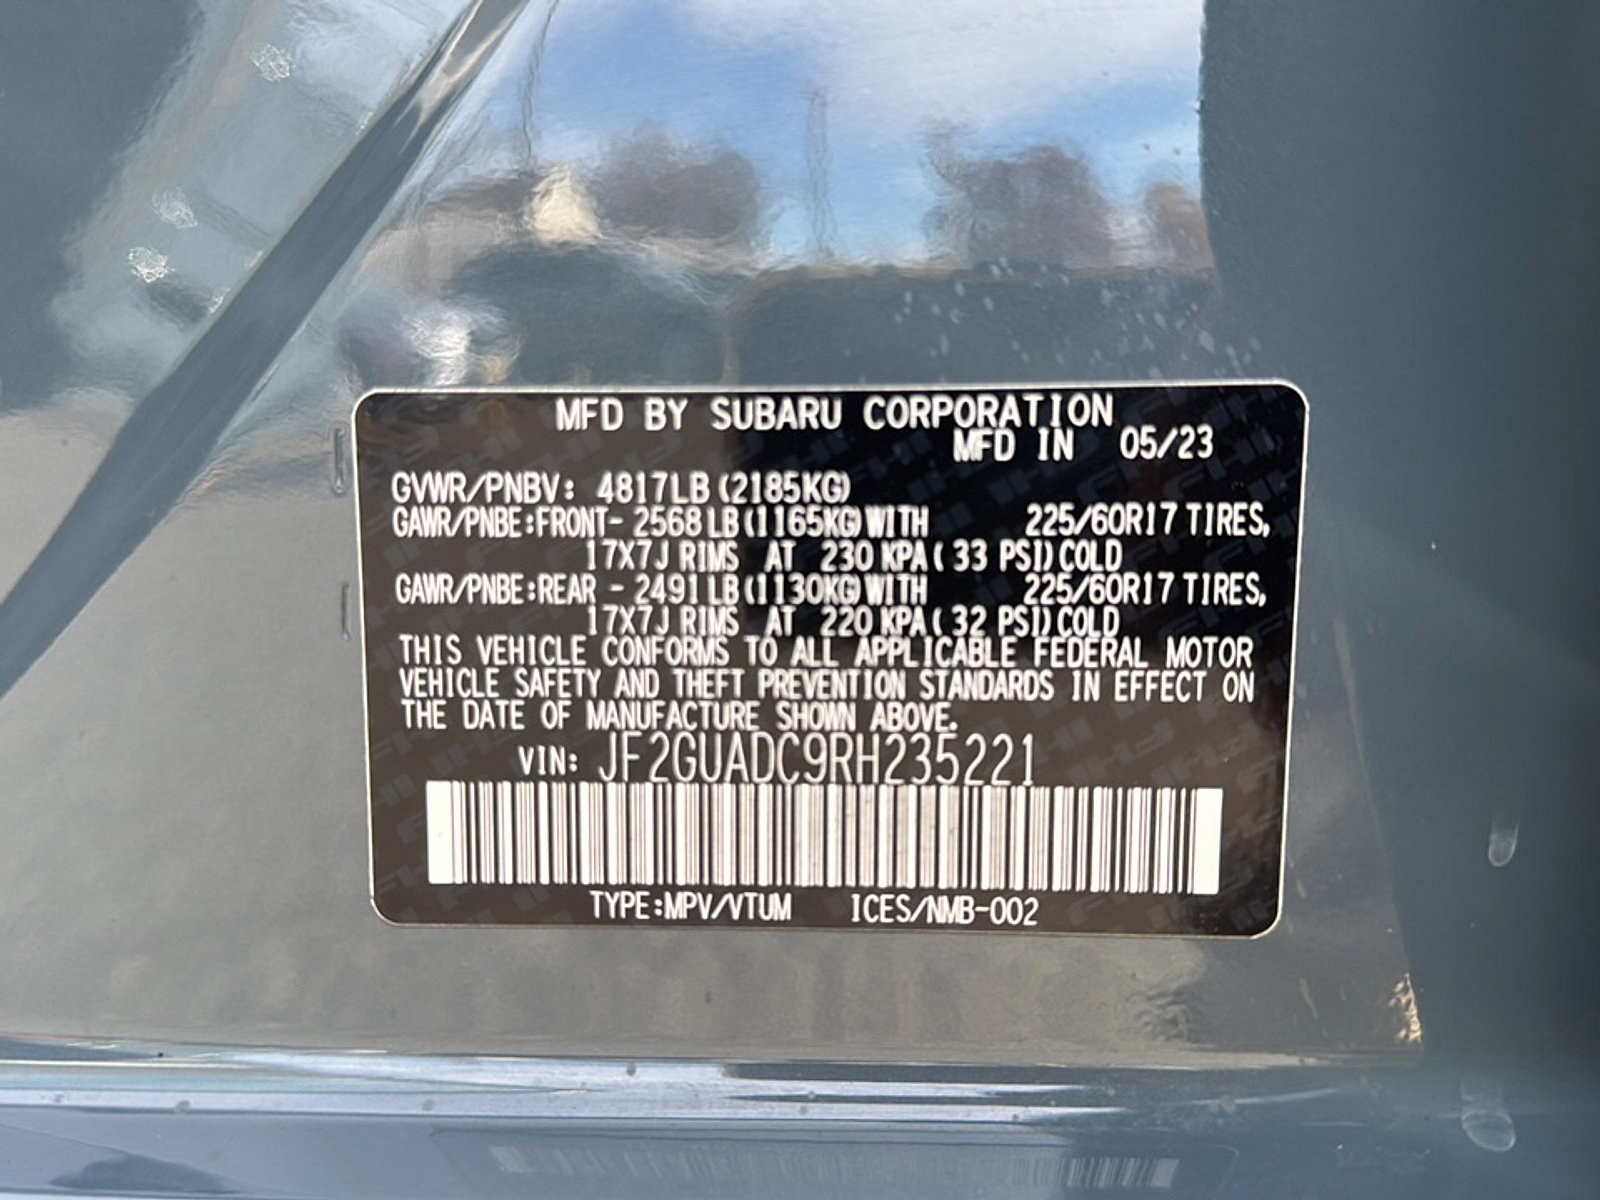 MFD BY SUBARU CORPORATION
MFD IN 05/23
GVWR/PNBV: 4817LB (2185KG)
GAWR/PNBE:FRONT- 2568 LB (1165KG) WITH 225/60R17 TIRES,
17X7J RIMS AT 230 KPA ( 33 PSI) COLD
GAWR/PNBE:REAR - 2491 LB (1130KG) WITH 225/60R17 TIRES,
17X7J RIMS AT 220 KPA ( 32 PSI) COLD
THIS VEHICLE CONFORMS TO ALL APPLICABLE FEDERAL MOTOR
VEHICLE SAFETY AND THEFT PREVENTION STANDARDS IN EFFECT ON
THE DATE OF MANUFACTURE SHOWN ABOVE.
VIN: JF2GUADC9RH235221
TYPE:MPV/VTUM ICES/NMB-002